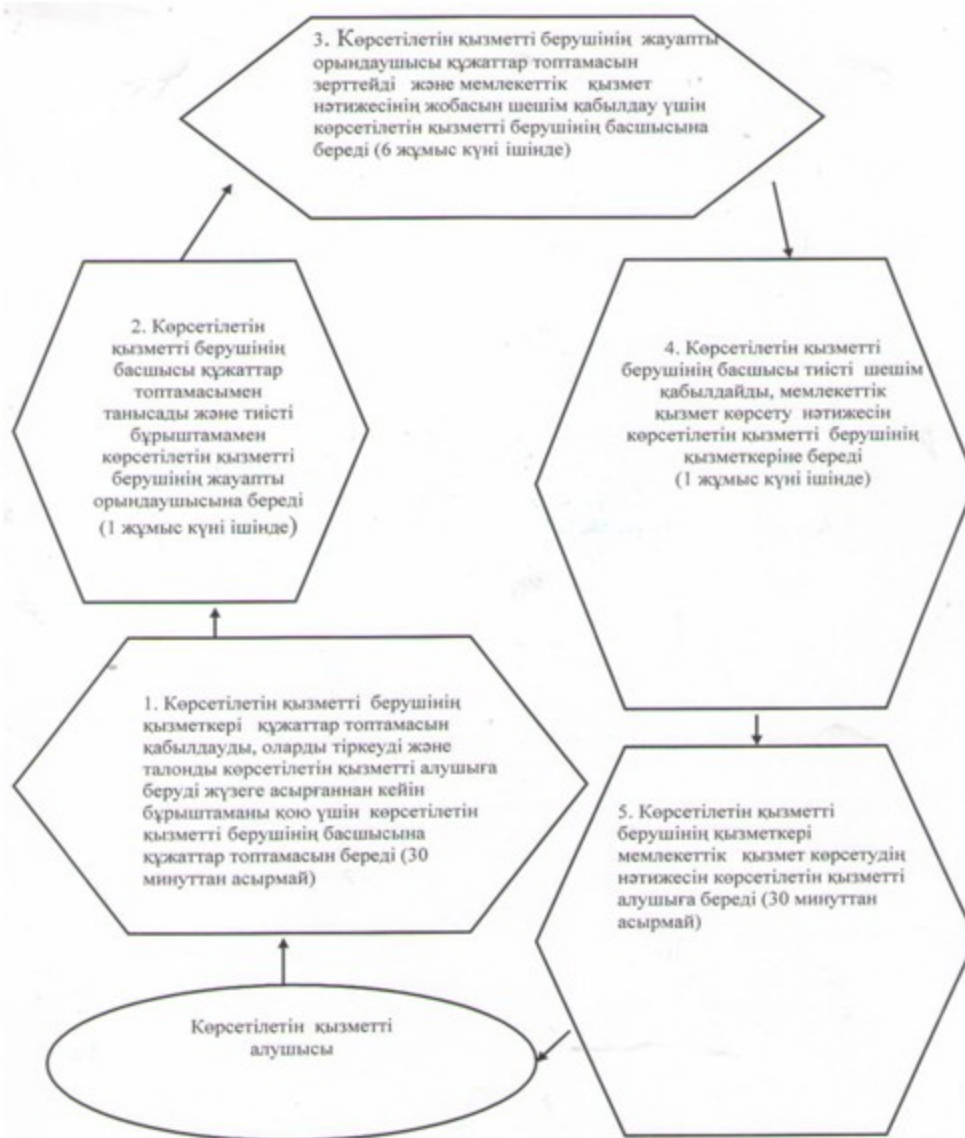 3. Көрсетілетін қызметті берушінің жауапты
орындаушысы құжаттар топтамасын
зерттейді және мемлекеттік қызмет
нәтижесінің жобасын шешім қабылдау үшін
көрсетілетін қызметті берушінің басшысына
береді (6 жұмыс күні ішінде)
2. Көрсетілетін
қызметті берушінің
басшысы құжаттар
топтамасымен
танысады және тиісті
бұрыштамамен
көрсетілетін қызметті
берушінің жауапты
орындаушысына береді
(1 жұмыс күні ішінде)
4. Көрсетілетін қызметті
берушінің басшысы тиісті шешім
қабылдайды, мемлекеттік
қызмет көрсету нәтижесін
көрсетілетін қызметті берушінің
қызметкеріне береді
(1 жұмыс күні ішінде)
1. Көрсетілетін қызметті берушінің
қызметкері құжаттар топтамасын
қабылдауды, оларды тіркеуді және
талонды көрсетілетін қызметті алушыға
беруді жүзеге асырғаннан кейін
бұрыштаманы қою үшін көрсетілетін
қызметті берушінің басшысына
құжаттар топтамасын береді (30
минуттан асырмай)
5. Көрсетілетін қызметті
берушінің қызметкері
мемлекеттік қызмет көрсетудің
нәтижесін көрсетілетін қызметті
алушыға береді (30 минуттан
асырмай)
Көрсетілетін қызметті
алушысы